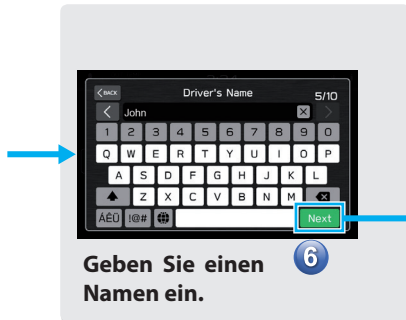 BACK Driver's Name 5/10
John
1 2 3 4 5 6 7 8 9 0
Q W E R T Y U I O P
A S D F G H J K L
Z X C V B N M
ÁÊÜ !@# Next
6
Geben Sie einen
Namen ein.